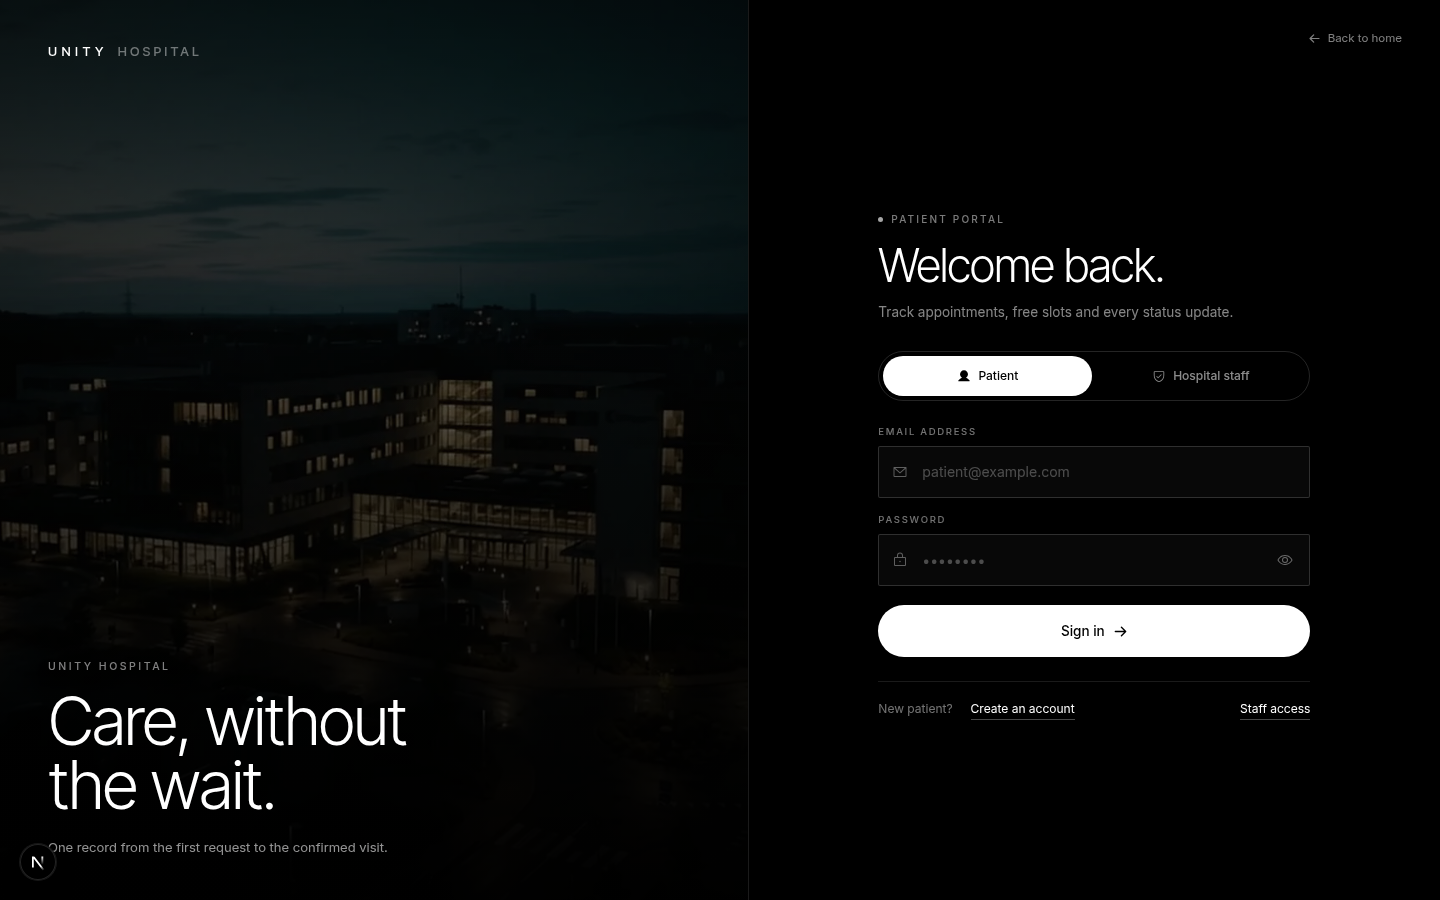 UNITY HOSPITAL
Back to home
UNITY HOSPITAL
Care, without
the wait.
One record from the first request to the confirmed visit.
N
PATIENT PORTAL
Welcome back.
Track appointments, free slots and every status update.
Patient
Hospital staff
EMAIL ADDRESS
patient@example.com
PASSWORD
Sign in
New patient? Create an account
Staff access